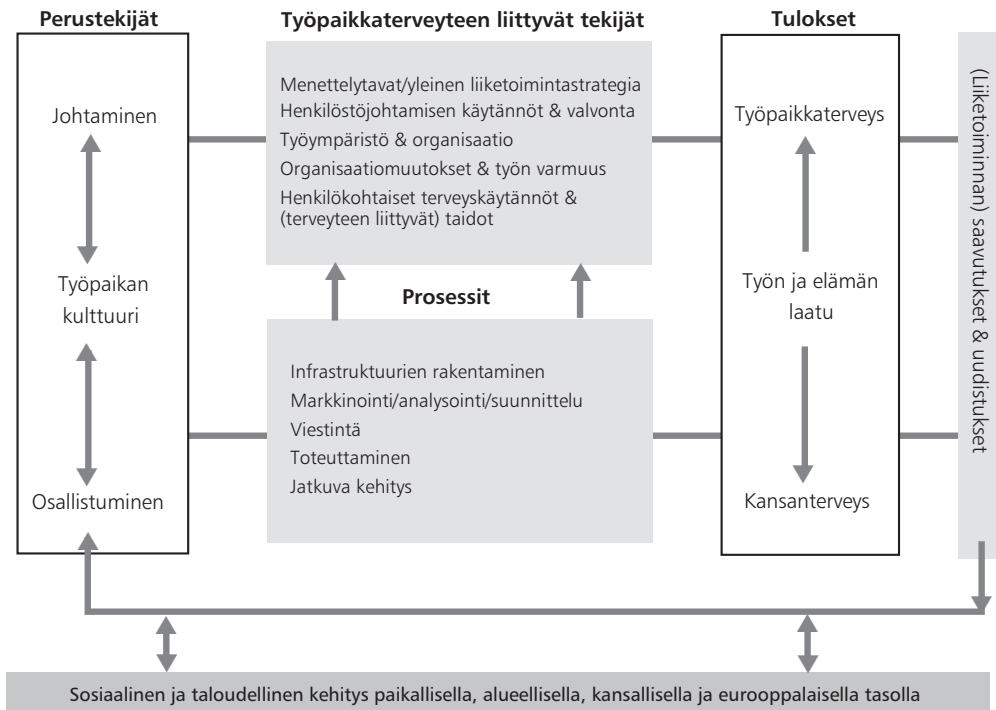 Perustekijät
Johtaminen
Työpaikan
kulttuuri
Osallistuminen
Työpaikkaterveyteen liittyvät tekijät
Menettelytavat/yleinen liiketoimintastrategia
Henkilöstöjohtamisen käytännöt & valvonta
Työympäristö & organisaatio
Organisaatiomuutokset & työn varmuus
Henkilökohtaiset terveyskäytännöt &
(terveyteen liittyvät) taidot
Prosessit
Infrastruktuurien rakentaminen
Markkinointi/analysointi/suunnittelu
Viestintä
Toteuttaminen
Jatkuva kehitys
Tulokset
Työpaikkaterveys
Työn ja elämän
laatu
Kansanterveys
(Liiketoiminnan) saavutukset & uudistukset
Sosiaalinen ja taloudellinen kehitys paikallisella, alueellisella, kansallisella ja eurooppalaisella tasolla